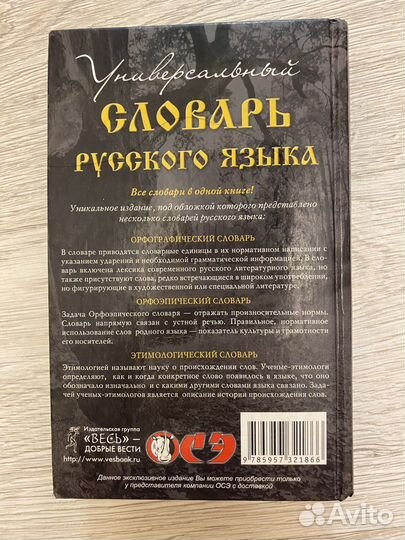 Универсальный
СЛОВАРЬ
РУССКОГО ЯЗЫКА
Все словари в одной книге!
Уникальное издание, под обложкой которого представлено
несколько словарей русского языка:
ОРФОГРАФИЧЕСКИЙ СЛОВАРЬ
В словаре приводятся словарные единицы в их нормативном написании с
указанием ударения и необходимой грамматической информацией. В сло-
варь включена лексика современного русского литературного языка, но
также присутствуют слова, редко встречающиеся в широком употреблении,
но фигурирующие в художественной или специальной литературе.
ОРФОЭПИЧЕСКИЙ СЛОВАРЬ
Задача Орфоэпического словаря — отражать произносительные нормы.
Словарь напрямую связан с устной речью. Правильное, нормативное
использование слов родного языка — показатель культуры и грамотности
его носителей.
ЭТИМОЛОГИЧЕСКИЙ СЛОВАРЬ
Этимологией называют науку о происхождении слов. Ученые-этимологи
определяют, как и когда конкретное слово появилось в языке, что оно
обозначало изначально и с какими другими словами языка связано. Зада-
чей ученых-этимологов является описание истории происхождения слов.
Издательская группа
«ВЕСЬ» —
ДОБРЫЕ ВЕСТИ
http://www.vesbook.ru
ОСЭ
9 785957 321866
Данное эксклюзивное издание Вы можете приобрести только
у представителя компании ОСЭ с доставкой
Avito